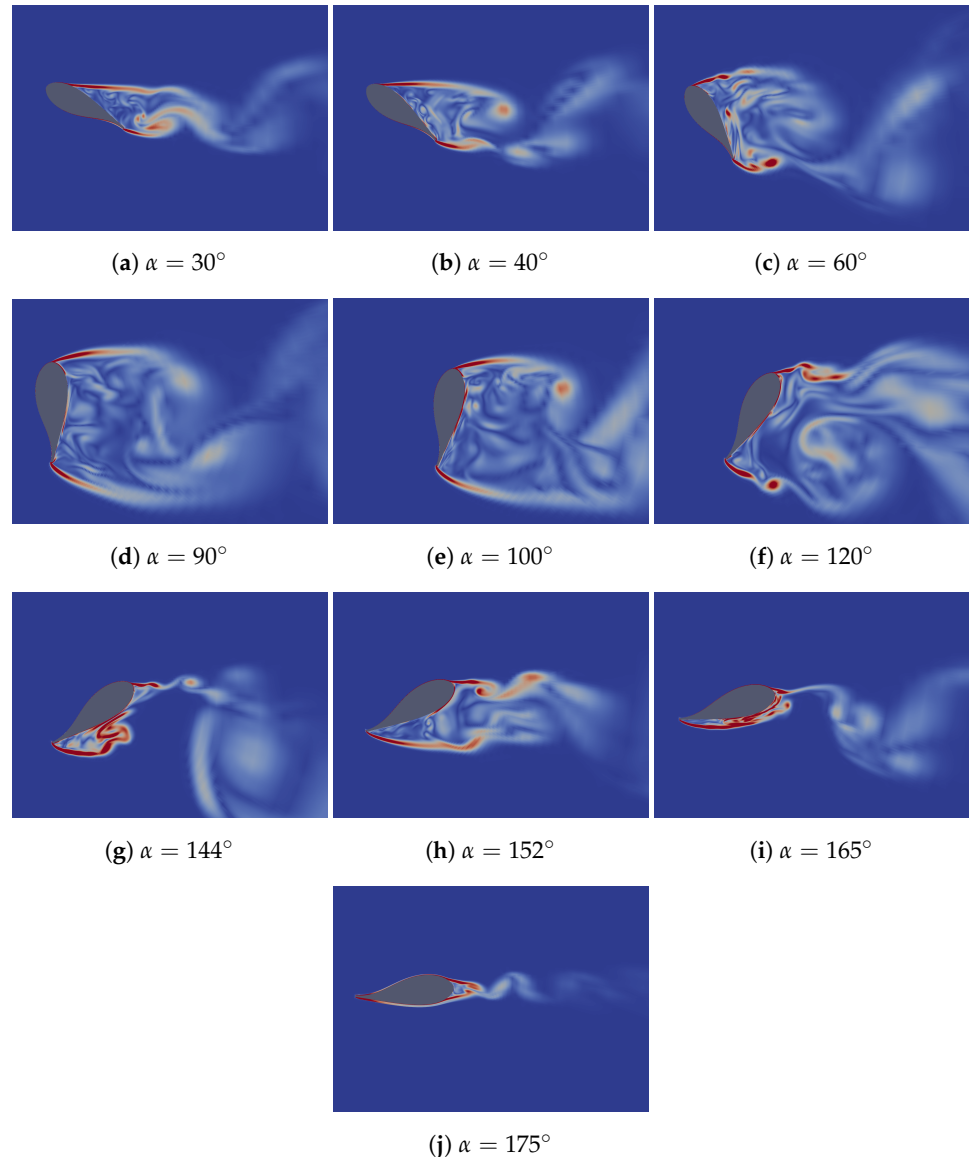 (a) α = 30°
(b) α = 40°
(c) α = 60°
(d) α = 90°
(e) α = 100°
(f) α = 120°
(g) α = 144°
(h) α = 152°
(i) α = 165°
(j) α = 175°